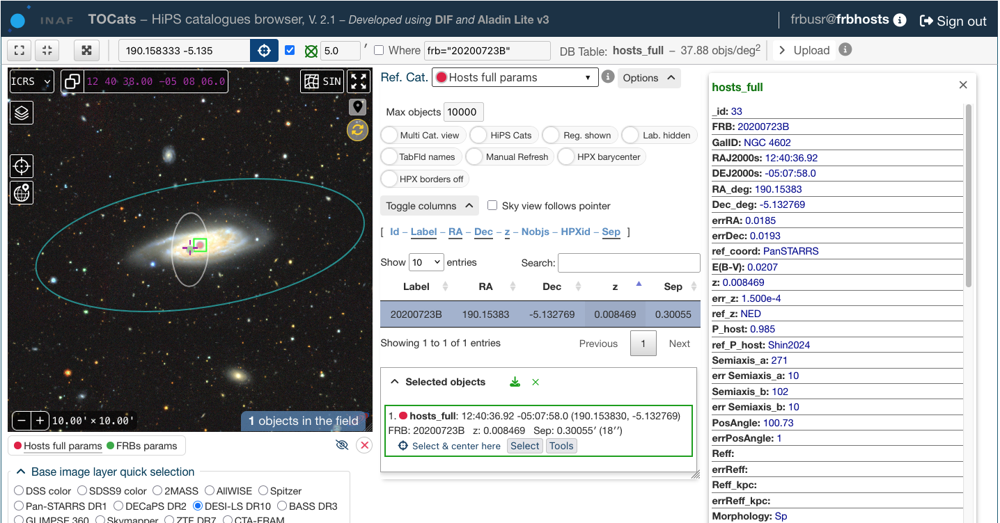 INAF TOCats – HiPS catalogues browser, V. 2.1 – Developed using DIF and Aladin Lite v3 frbusr@frbhosts Sign out
190.158333 -5.135 5.0 ′ Where frb="20200723B" DB Table: hosts_full – 37.88 objs/deg2 Upload
ICRS 12 40 38.00 -05 08 06.0 SIN
10.00' × 10.00'
1 objects in the field
Hosts full params FRBs params
Base image layer quick selection
DSS color SDSS9 color 2MASS AllWISE Spitzer
Pan-STARRS DR1 DECaPS DR2 DESI-LS DR10 BASS DR3
GLIMPSE 360 Skymapper ZTF DR7 CTA-FRAM
Ref. Cat. Hosts full params Options
Max objects 10000
Multi Cat. view HiPS Cats Reg. shown Lab. hidden
TabFld names Manual Refresh HPX barycenter
HPX borders off
Toggle columns Sky view follows pointer
[ Id – Label – RA – Dec – z – Nobjs – HPXid – Sep ]
Show 10 entries Search:
Label RA Dec z Sep
20200723B 190.15383 -5.132769 0.008469 0.30055
Showing 1 to 1 of 1 entries Previous 1 Next
Selected objects
1. hosts_full: 12:40:36.92 -05:07:58.0 (190.153830, -5.132769)
FRB: 20200723B z: 0.008469 Sep: 0.30055′ (18′′)
Select & center here Select Tools
hosts_full
_id: 33
FRB: 20200723B
GalID: NGC 4602
RAJ2000s: 12:40:36.92
DEJ2000s: -05:07:58.0
RA_deg: 190.15383
Dec_deg: -5.132769
errRA: 0.0185
errDec: 0.0193
ref_coord: PanSTARRS
E(B-V): 0.0207
z: 0.008469
err_z: 1.500e-4
ref_z: NED
P_host: 0.985
ref_P_host: Shin2024
Semiaxis_a: 271
err Semiaxis_a: 10
Semiaxis_b: 102
err Semiaxis_b: 10
PosAngle: 100.73
errPosAngle: 1
Reff:
errReff:
Reff_kpc:
errReff_kpc:
Morphology: Sp